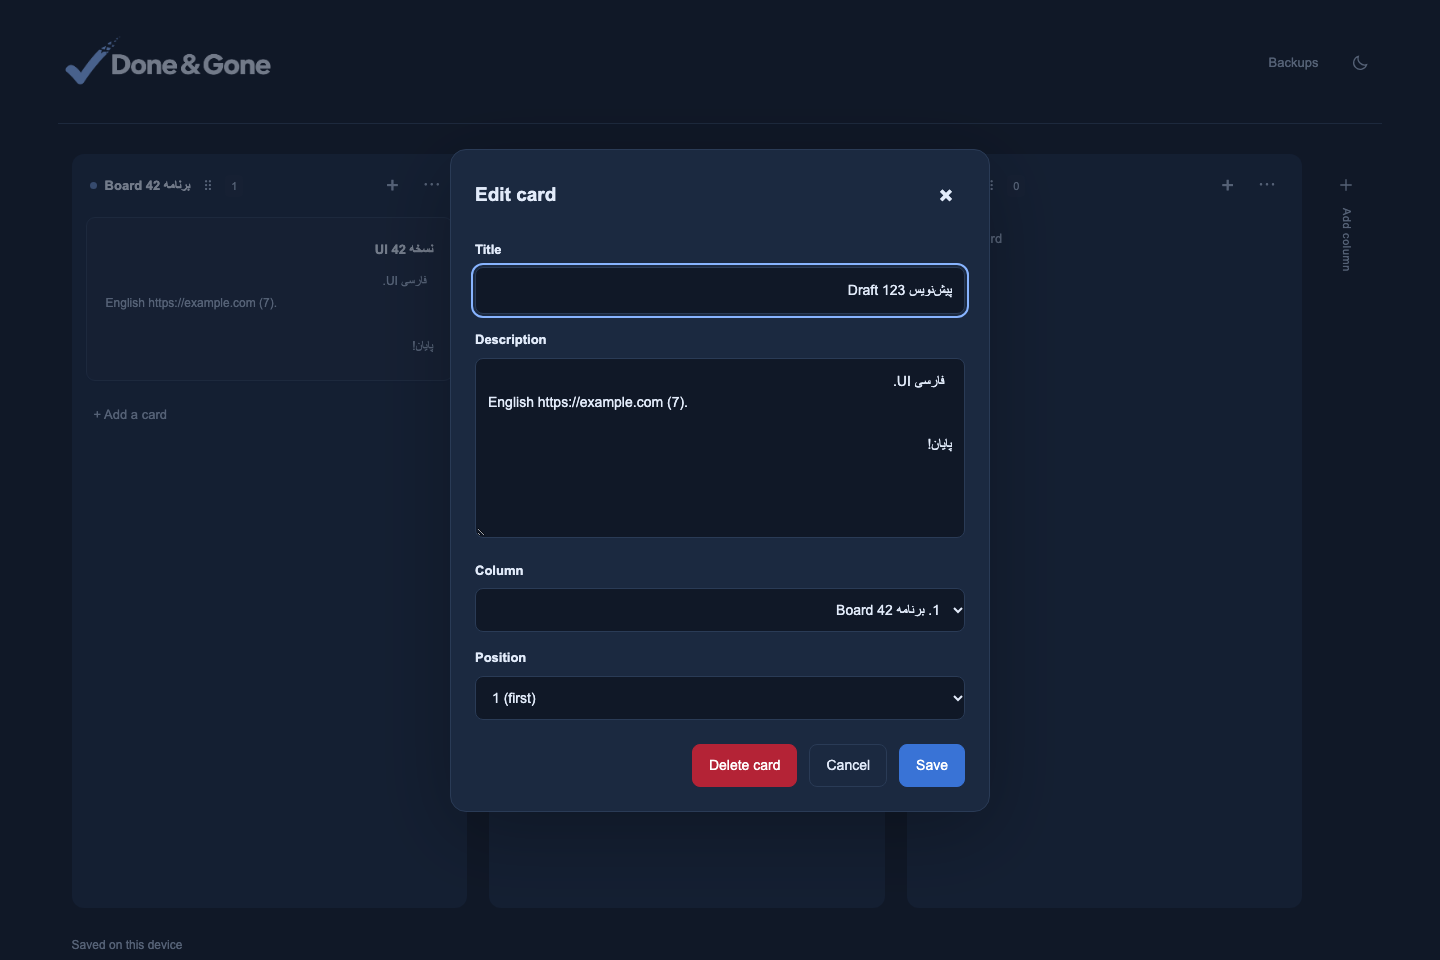 Done & Gone
Backups
Board 42 برنامه
1
0
Add column
نسخه UI 42
فارسی UI.
English https://example.com (7).
پایان!
+ Add a card
rd
Edit card
Title
پیش‌نویس Draft 123
Description
فارسی UI.
English https://example.com (7).
پایان!
Column
1. برنامه Board 42
Position
1 (first)
Delete card
Cancel
Save
Saved on this device